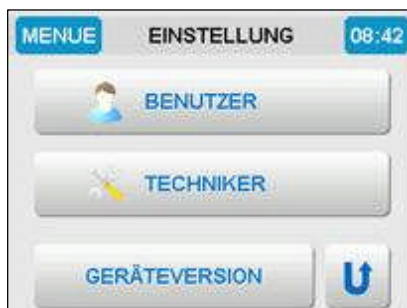 MENUE EINSTELLUNG 08:42
BENUTZER
TECHNIKER
GERÄTEVERSION